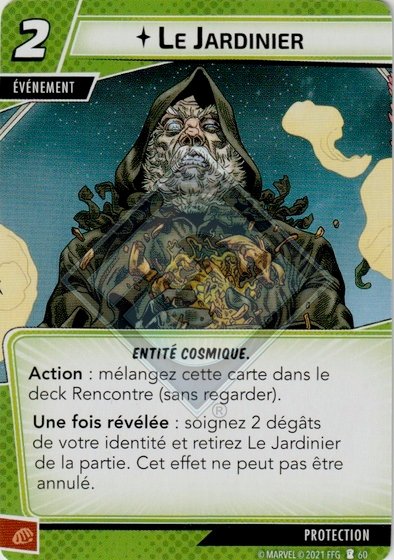 2
LE JARDINIER
ÉVÉNEMENT
ENTITÉ COSMIQUE.
Action : mélangez cette carte dans le
deck Rencontre (sans regarder).
Une fois révélée : soignez 2 dégâts
de votre identité et retirez Le Jardinier
de la partie. Cet effet ne peut pas être
annulé.
PROTECTION
© MARVEL © 2021 FFG 60